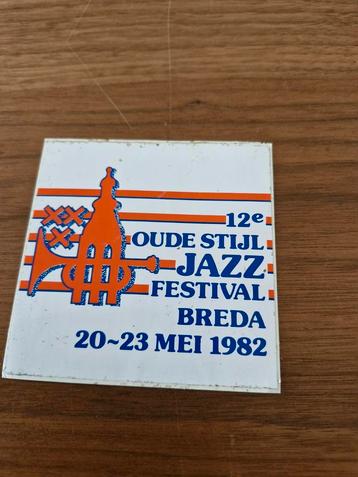 12e
OUDE STIJL
JAZZ
FESTIVAL
BREDA
20~23 MEI 1982